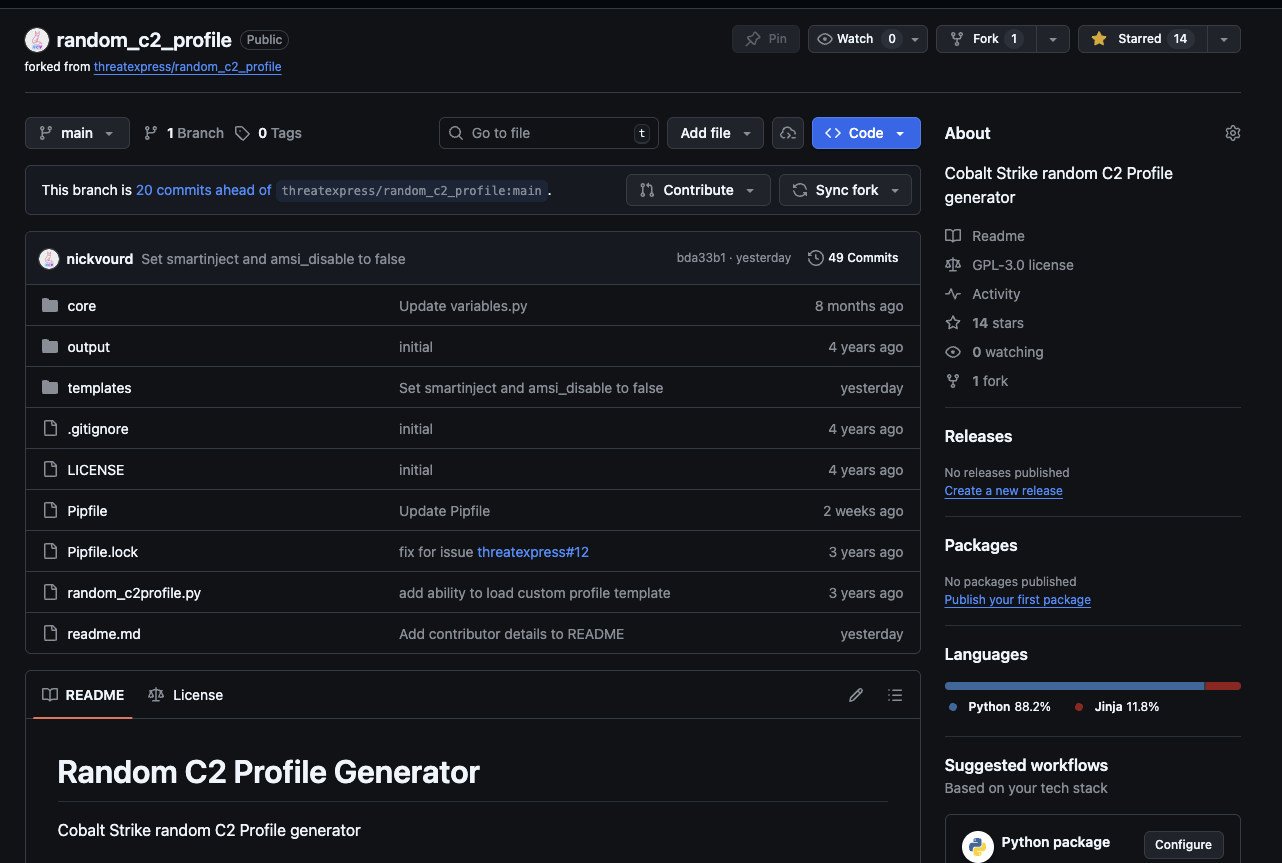 random_c2_profile Public
Pin
Watch 0
Fork 1
Starred 14
forked from threatexpress/random_c2_profile
main
1 Branch
0 Tags
Go to file t
Add file
Code
This branch is 20 commits ahead of threatexpress/random_c2_profile:main .
Contribute
Sync fork
nickvourd Set smartinject and amsi_disable to false bda33b1 · yesterday 49 Commits
core Update variables.py 8 months ago
output initial 4 years ago
templates Set smartinject and amsi_disable to false yesterday
.gitignore initial 4 years ago
LICENSE initial 4 years ago
Pipfile Update Pipfile 2 weeks ago
Pipfile.lock fix for issue threatexpress#12 3 years ago
random_c2profile.py add ability to load custom profile template 3 years ago
readme.md Add contributor details to README yesterday
README License
Random C2 Profile Generator
Cobalt Strike random C2 Profile generator
About
Cobalt Strike random C2 Profile
generator
Readme
GPL-3.0 license
Activity
14 stars
0 watching
1 fork
Releases
No releases published
Create a new release
Packages
No packages published
Publish your first package
Languages
Python 88.2% Jinja 11.8%
Suggested workflows
Based on your tech stack
Python package Configure